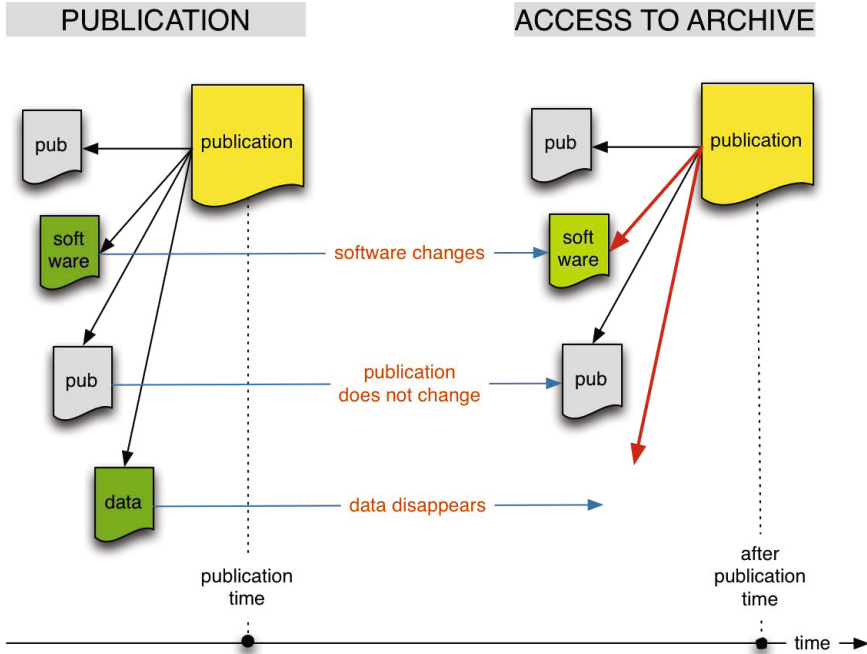 PUBLICATION
ACCESS TO ARCHIVE
pub
publication
pub
publication
soft
ware
software changes
soft
ware
pub
publication
does not change
pub
data
data disappears
publication
time
after
publication
time
time